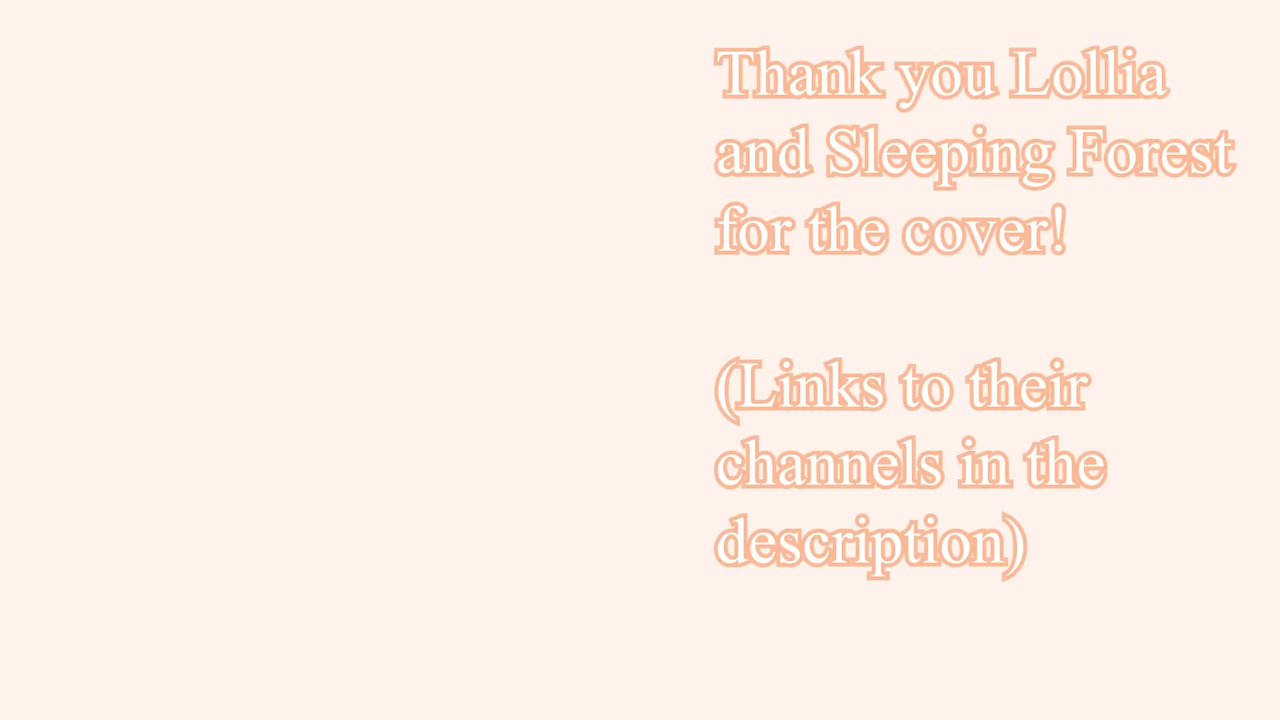 Thank you Lollia
and Sleeping Forest
for the cover!
(Links to their
channels in the
description)